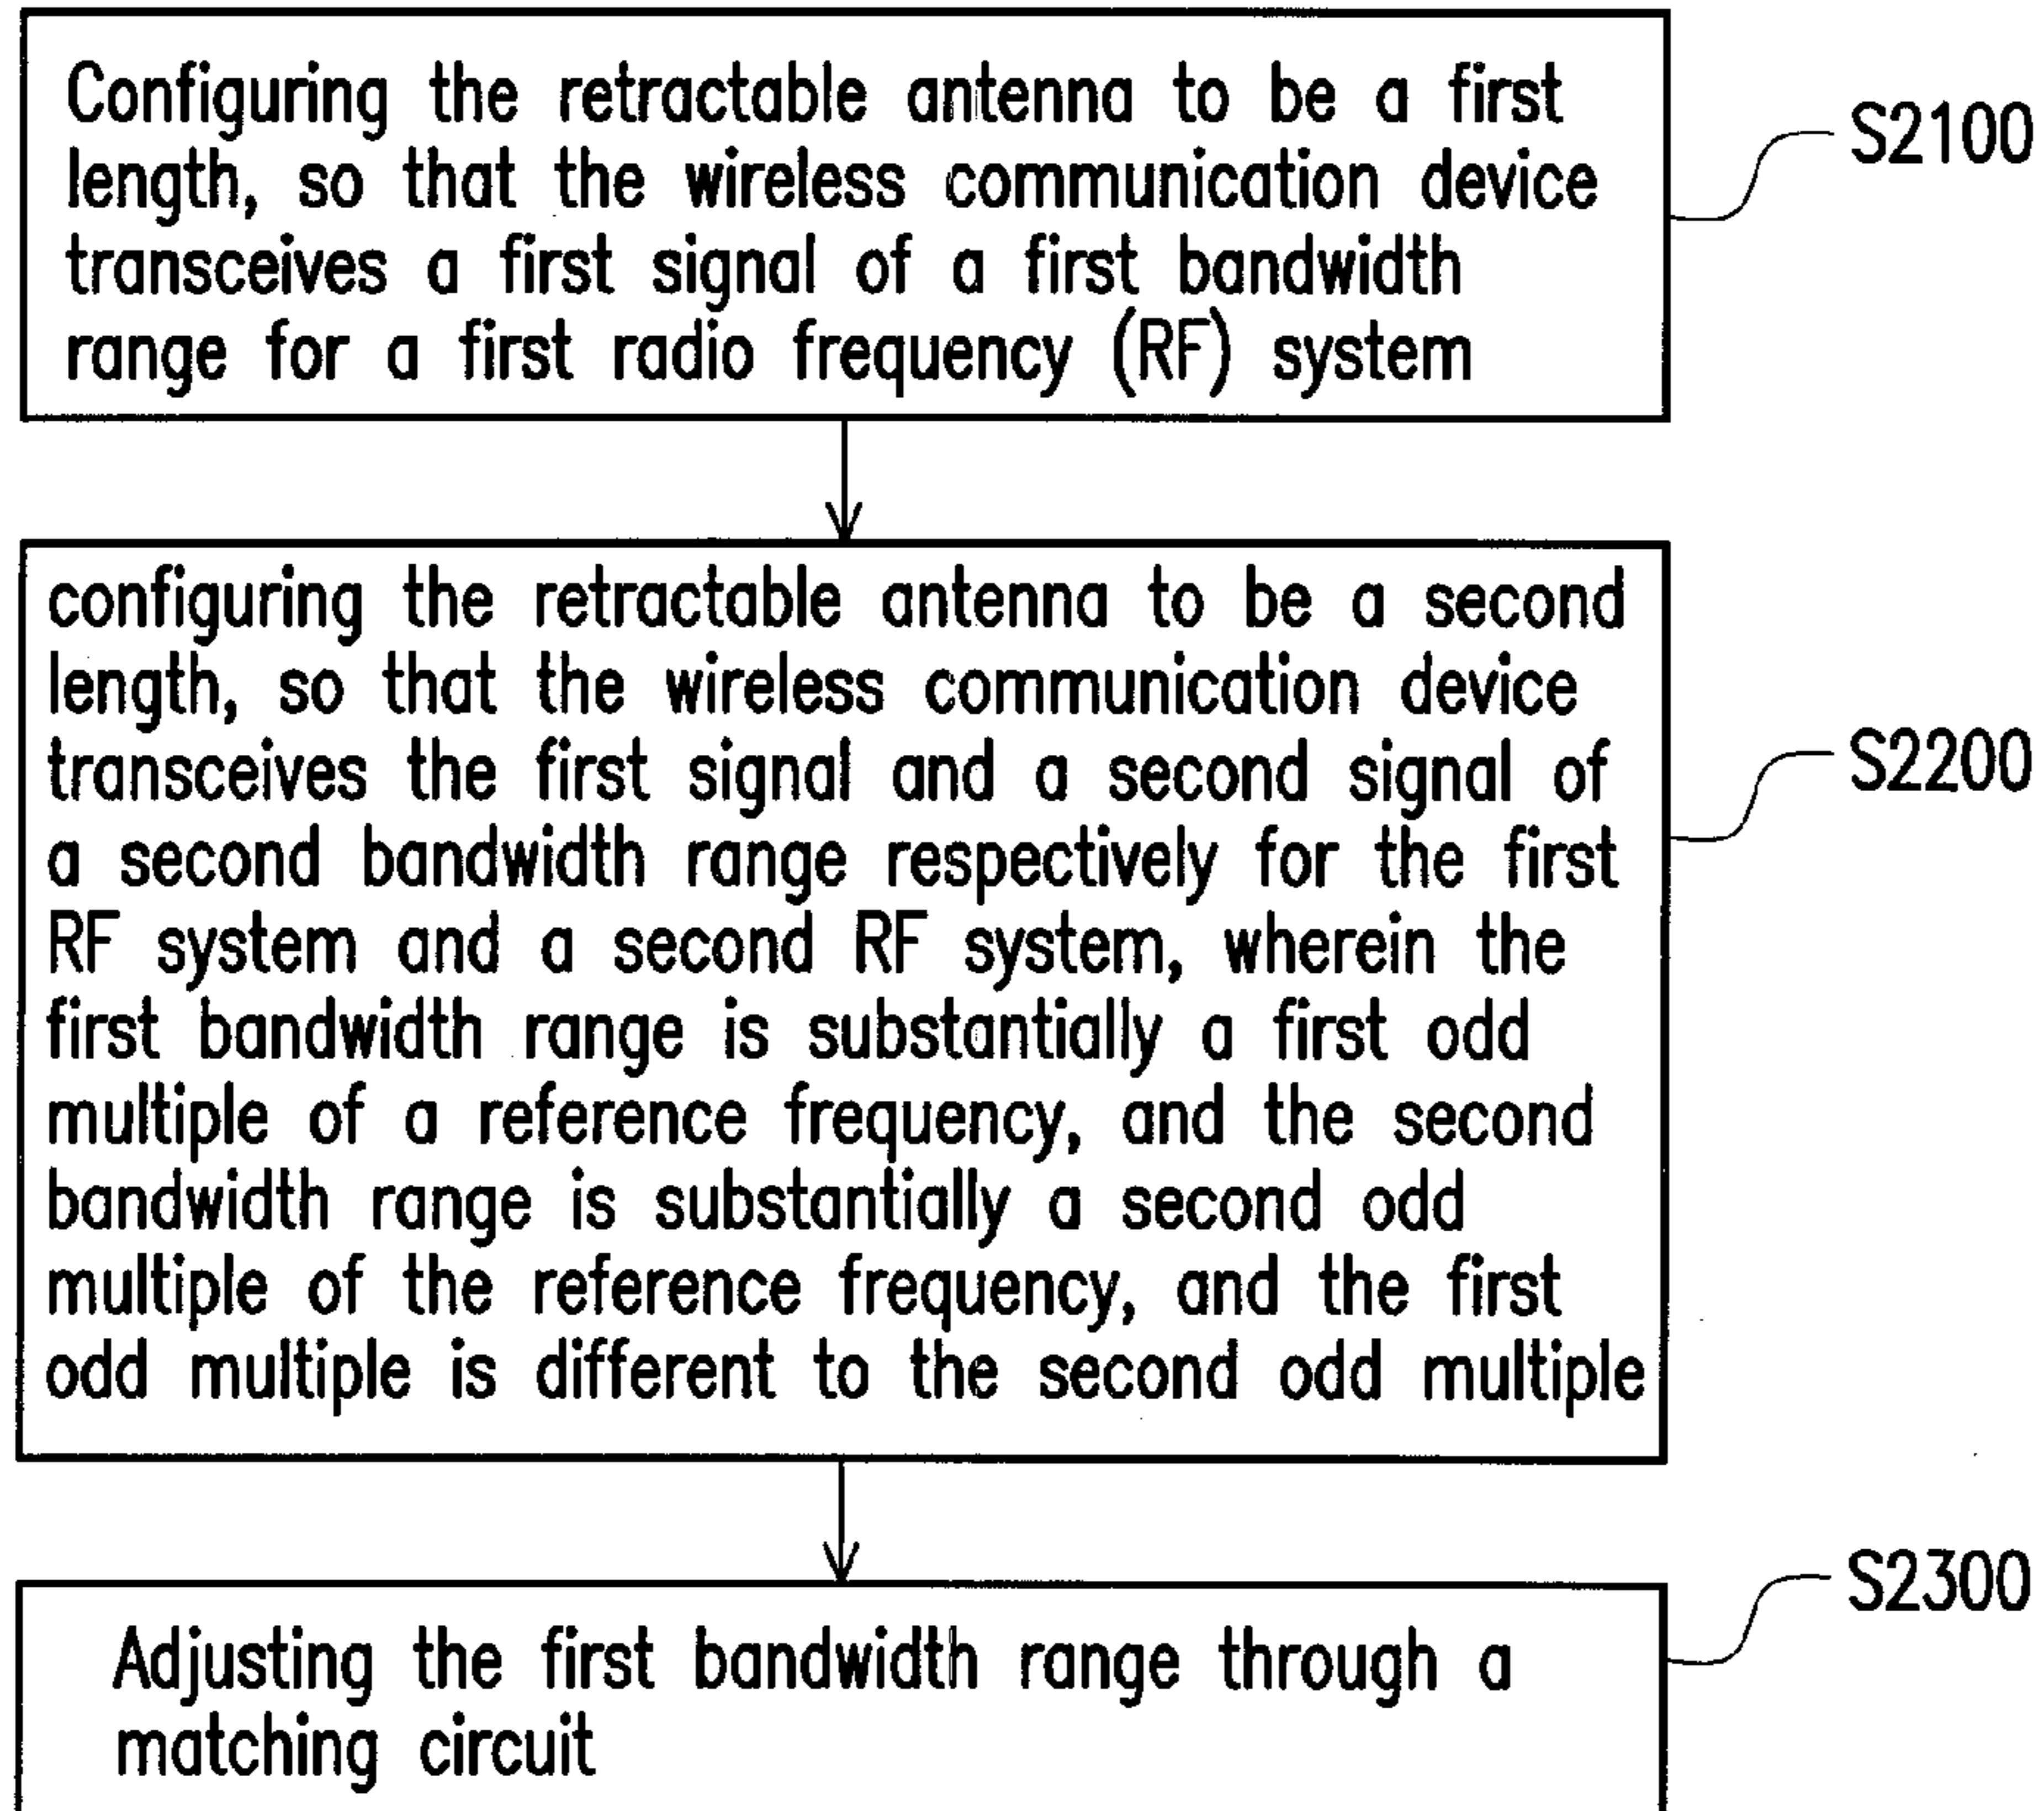 Configuring the retractable antenna to be a first
length, so that the wireless communication device
transceives a first signal of a first bandwidth
range for a first radio frequency (RF) system
S2100
configuring the retractable antenna to be a second
length, so that the wireless communication device
transceives the first signal and a second signal of
a second bandwidth range respectively for the first
RF system and a second RF system, wherein the
first bandwidth range is substantially a first odd
multiple of a reference frequency, and the second
bandwidth range is substantially a second odd
multiple of the reference frequency, and the first
odd multiple is different to the second odd multiple
S2200
Adjusting the first bandwidth range through a
matching circuit
S2300